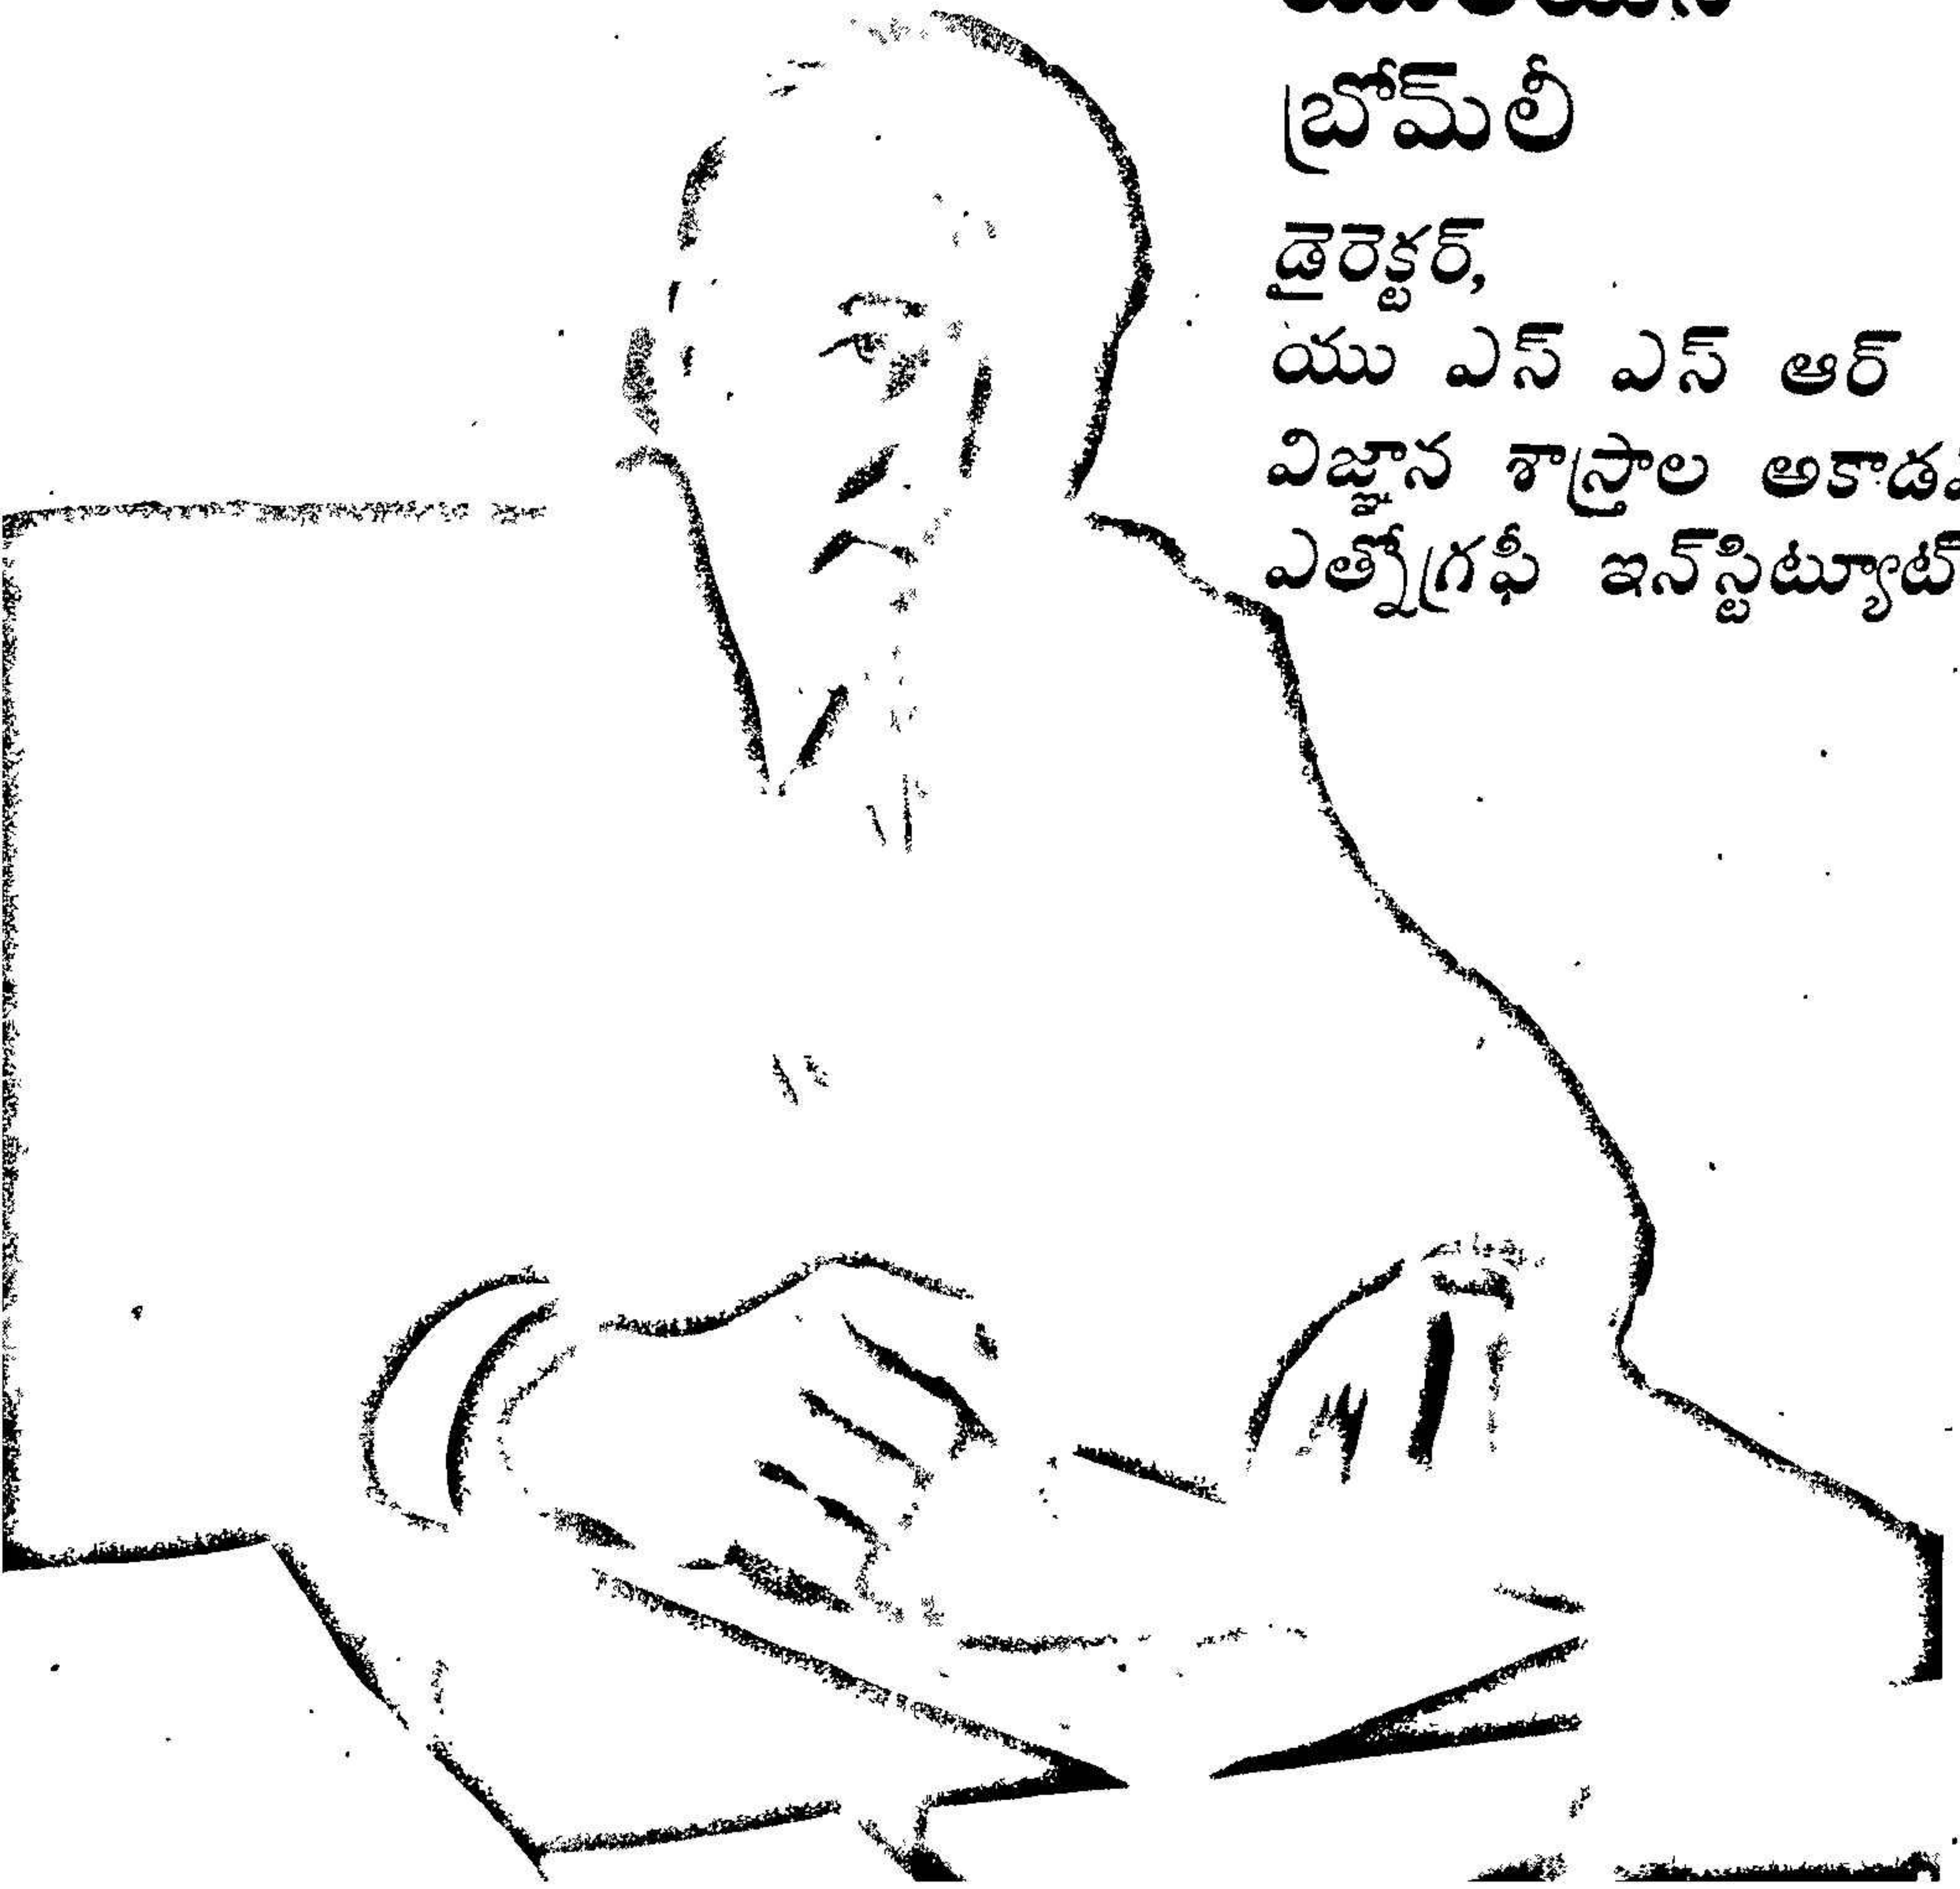 బ్రోమ్‌లీ
డైరెక్టర్,
యు ఎస్ ఎస్ ఆర్
విజ్ఞాన శాస్త్రాల
ఎత్నోగ్రఫీ ఇన్‌స్టిట్యూట్